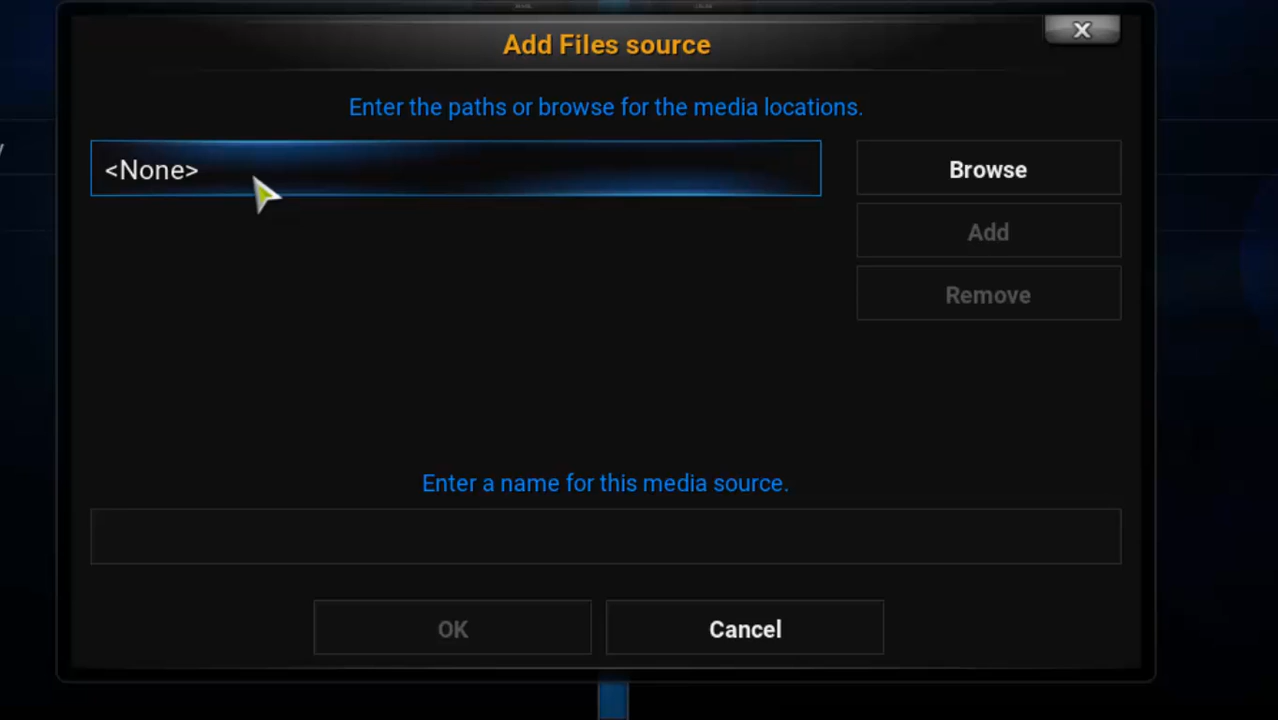 Add Files source
X
Enter the paths or browse for the media locations.
<None>
Browse
Add
Remove
Enter a name for this media source.
OK
Cancel